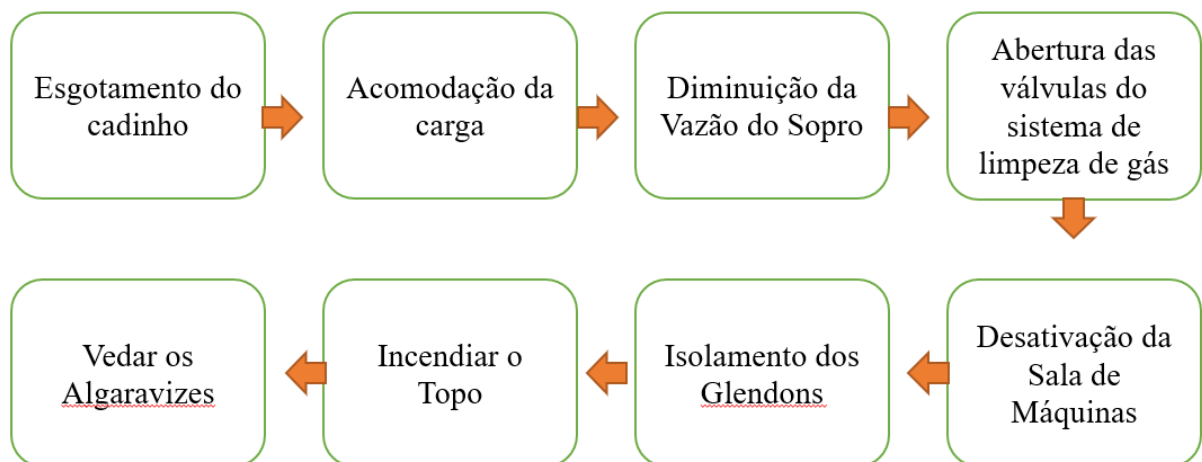 Esgotamento do
cadinho
Acomodação da
carga
Diminuição da
Vazão do Sopro
Abertura das
válvulas do
sistema de
limpeza de gás
Desativação da
Sala de
Máquinas
Isolamento dos
Glendons
Incendiar o
Topo
Vedar os
Algaravizes